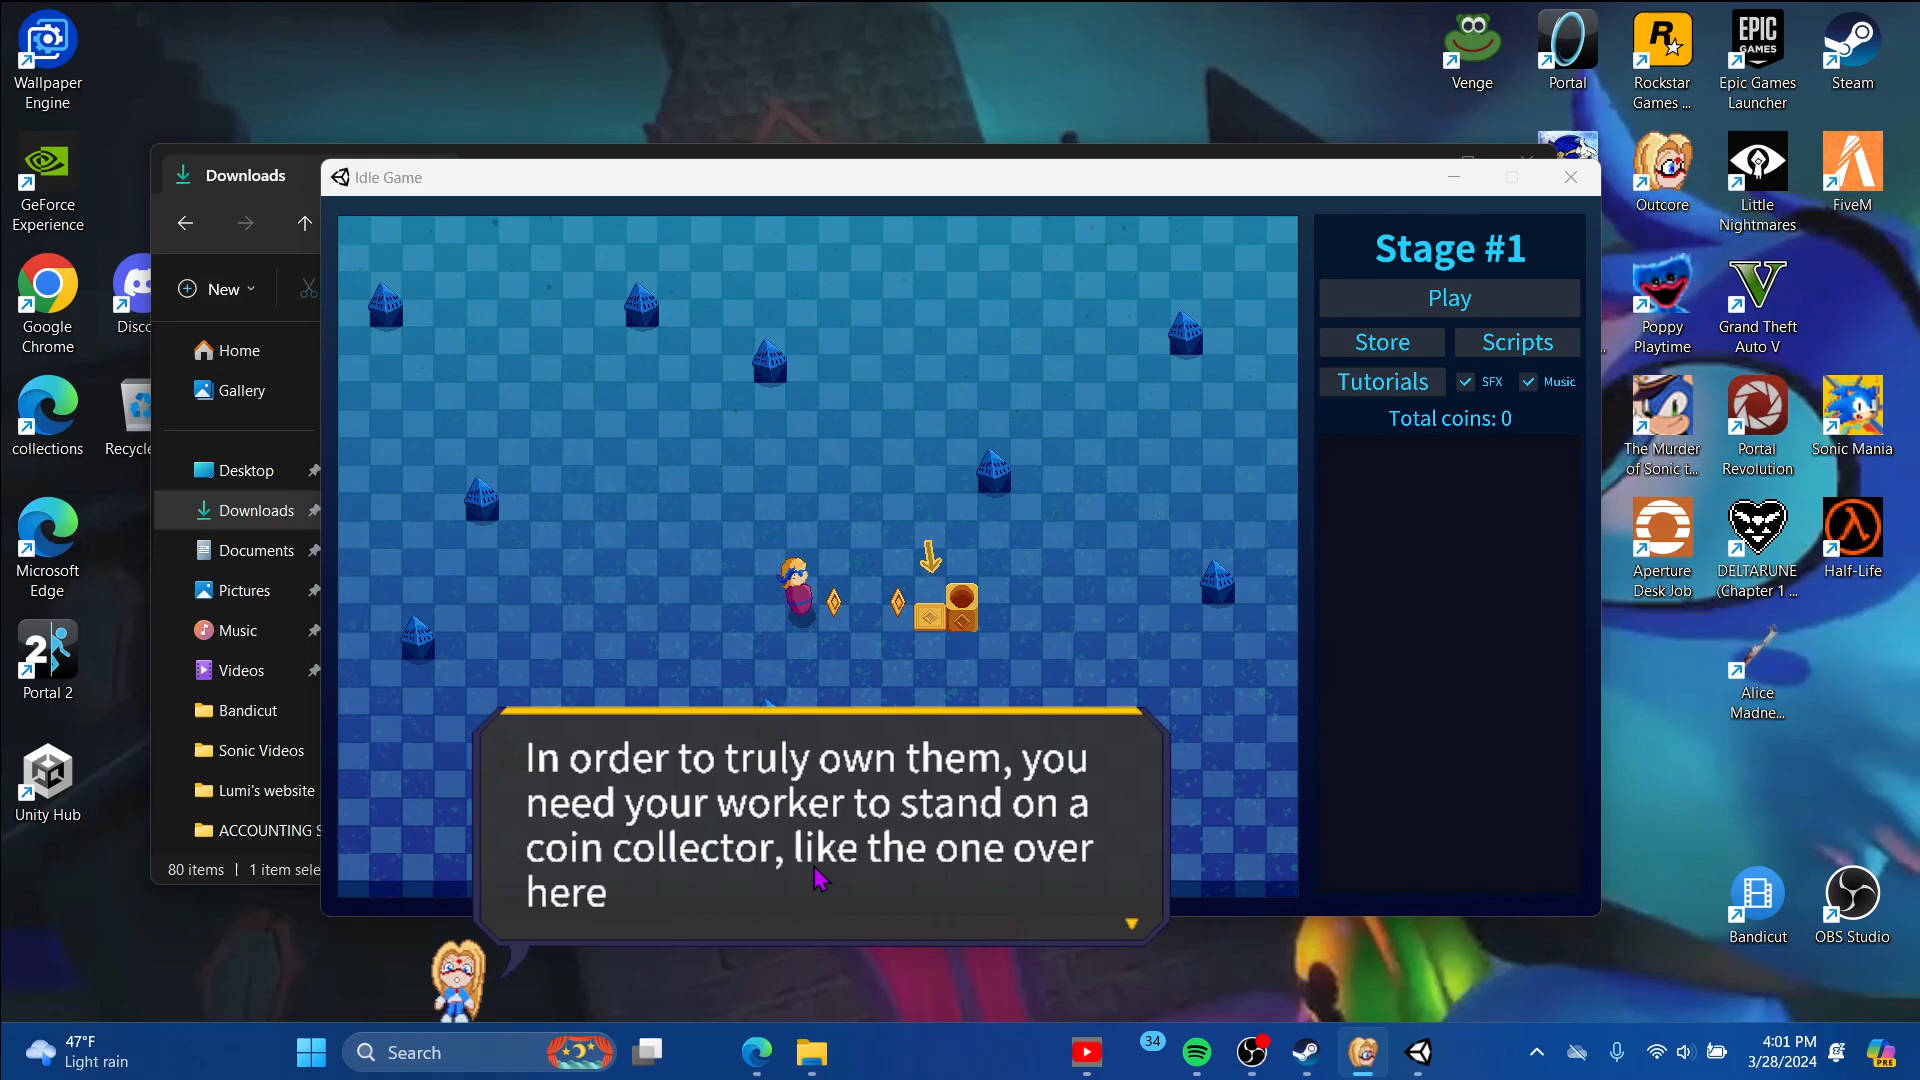 Wallpaper
Engine
GeForce
Experience
Google
Chrome
collections
Recycle
Microsoft
Edge
Portal 2
Unity Hub
Venge
Portal
Rockstar
Games ...
EPIC
GAMES
Epic Games
Launcher
Steam
Outcore
Little
Nightmares
FiveM
Poppy
Playtime
Grand Theft
Auto V
The Murder
of Sonic t...
Portal
Revolution
Sonic Mania
Aperture
Desk Job
DELTARUNE
(Chapter 1 ...
Half-Life
Alice
Madne...
Bandicut
OBS Studio
Downloads
New
Home
Gallery
Desktop
Downloads
Documents
Pictures
Music
Videos
Bandicut
Sonic Videos
Lumi's website
ACCOUNTING S
80 items
1 item sele
Idle Game
Stage #1
Play
Store
Scripts
Tutorials
SFX
Music
Total coins: 0
In order to truly own them, you
need your worker to stand on a
coin collector, like the one over
here
47°F
Light rain
Search
34
4:01 PM
3/28/2024
PRE